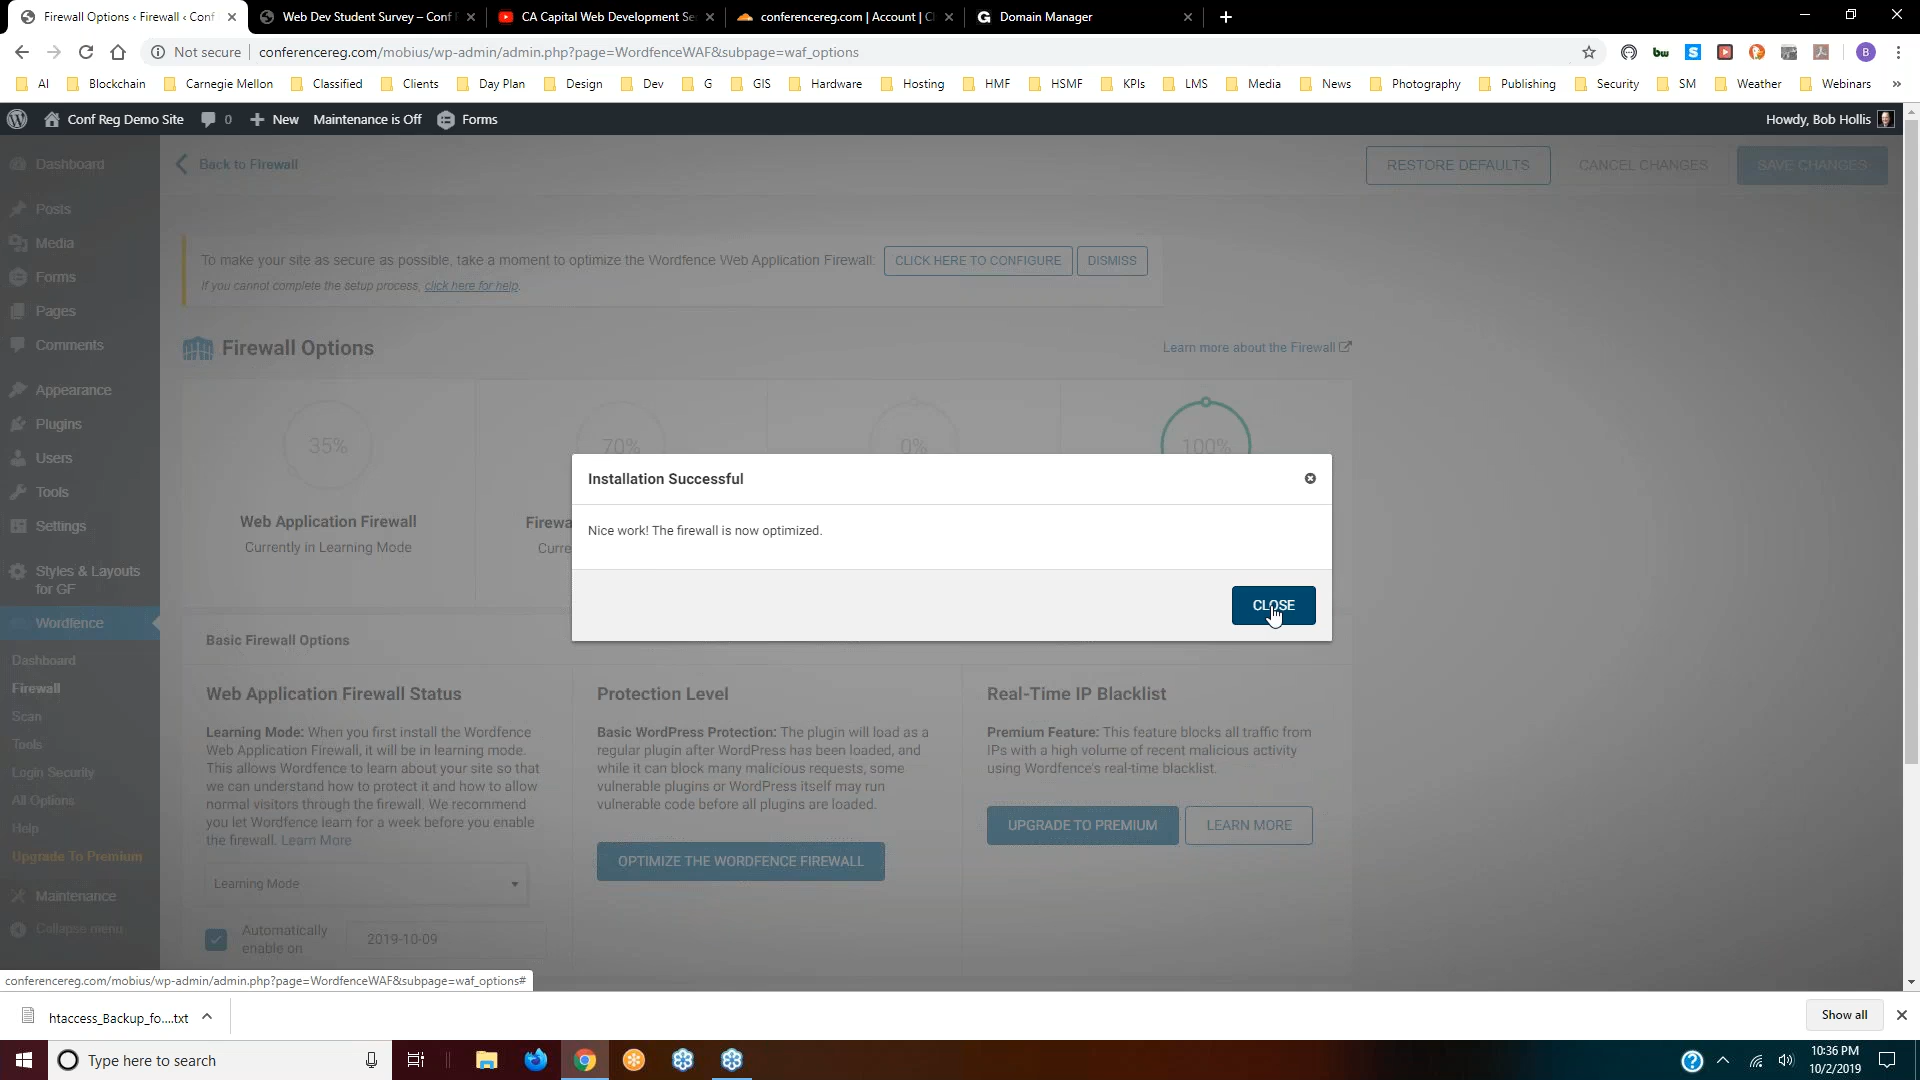 Firewall Options ‹ Firewall ‹ Conf
Web Dev Student Survey – Conf F
CA Capital Web Development Se
conferencereg.com | Account | Cl
Domain Manager
Not secure
conferencereg.com/mobius/wp-admin/admin.php?page=WordfenceWAF&subpage=waf_options
B
AI
Blockchain
Carnegie Mellon
Classified
Clients
Day Plan
Design
Dev
G
GIS
Hardware
Hosting
HMF
HSMF
KPIs
LMS
Media
News
Photography
Publishing
Security
SM
Weather
Webinars
Conf Reg Demo Site
0
New
Maintenance is Off
Forms
Howdy, Bob Hollis
Dashboard
Posts
Media
Forms
Pages
Comments
Appearance
Plugins
Users
Tools
Settings
Styles & Layouts
for GF
Wordfence
Dashboard
Firewall
Scan
Tools
Login Security
All Options
Help
Upgrade To Premium
Maintenance
Collapse menu
Back to Firewall
RESTORE DEFAULTS
CANCEL CHANGES
SAVE CHANGES
To make your site as secure as possible, take a moment to optimize the Wordfence Web Application Firewall:
CLICK HERE TO CONFIGURE
DISMISS
If you cannot complete the setup process, click here for help.
Firewall Options
Learn more about the Firewall
35%
70%
0%
100%
Web Application Firewall
Currently in Learning Mode
Firewa
Curre
Installation Successful
Nice work! The firewall is now optimized.
CLOSE
Basic Firewall Options
Web Application Firewall Status
Learning Mode: When you first install the Wordfence
Web Application Firewall, it will be in learning mode.
This allows Wordfence to learn about your site so that
we can understand how to protect it and how to allow
normal visitors through the firewall. We recommend
you let Wordfence learn for a week before you enable
the firewall. Learn More
Learning Mode
Automatically
enable on
2019-10-09
Protection Level
Basic WordPress Protection: The plugin will load as a
regular plugin after WordPress has been loaded, and
while it can block many malicious requests, some
vulnerable plugins or WordPress itself may run
vulnerable code before all plugins are loaded.
OPTIMIZE THE WORDFENCE FIREWALL
Real-Time IP Blacklist
Premium Feature: This feature blocks all traffic from
IPs with a high volume of recent malicious activity
using Wordfence's real-time blacklist.
UPGRADE TO PREMIUM
LEARN MORE
conferencereg.com/mobius/wp-admin/admin.php?page=WordfenceWAF&subpage=waf_options#
htaccess_Backup_fo....txt
Show all
Type here to search
10:36 PM
10/2/2019